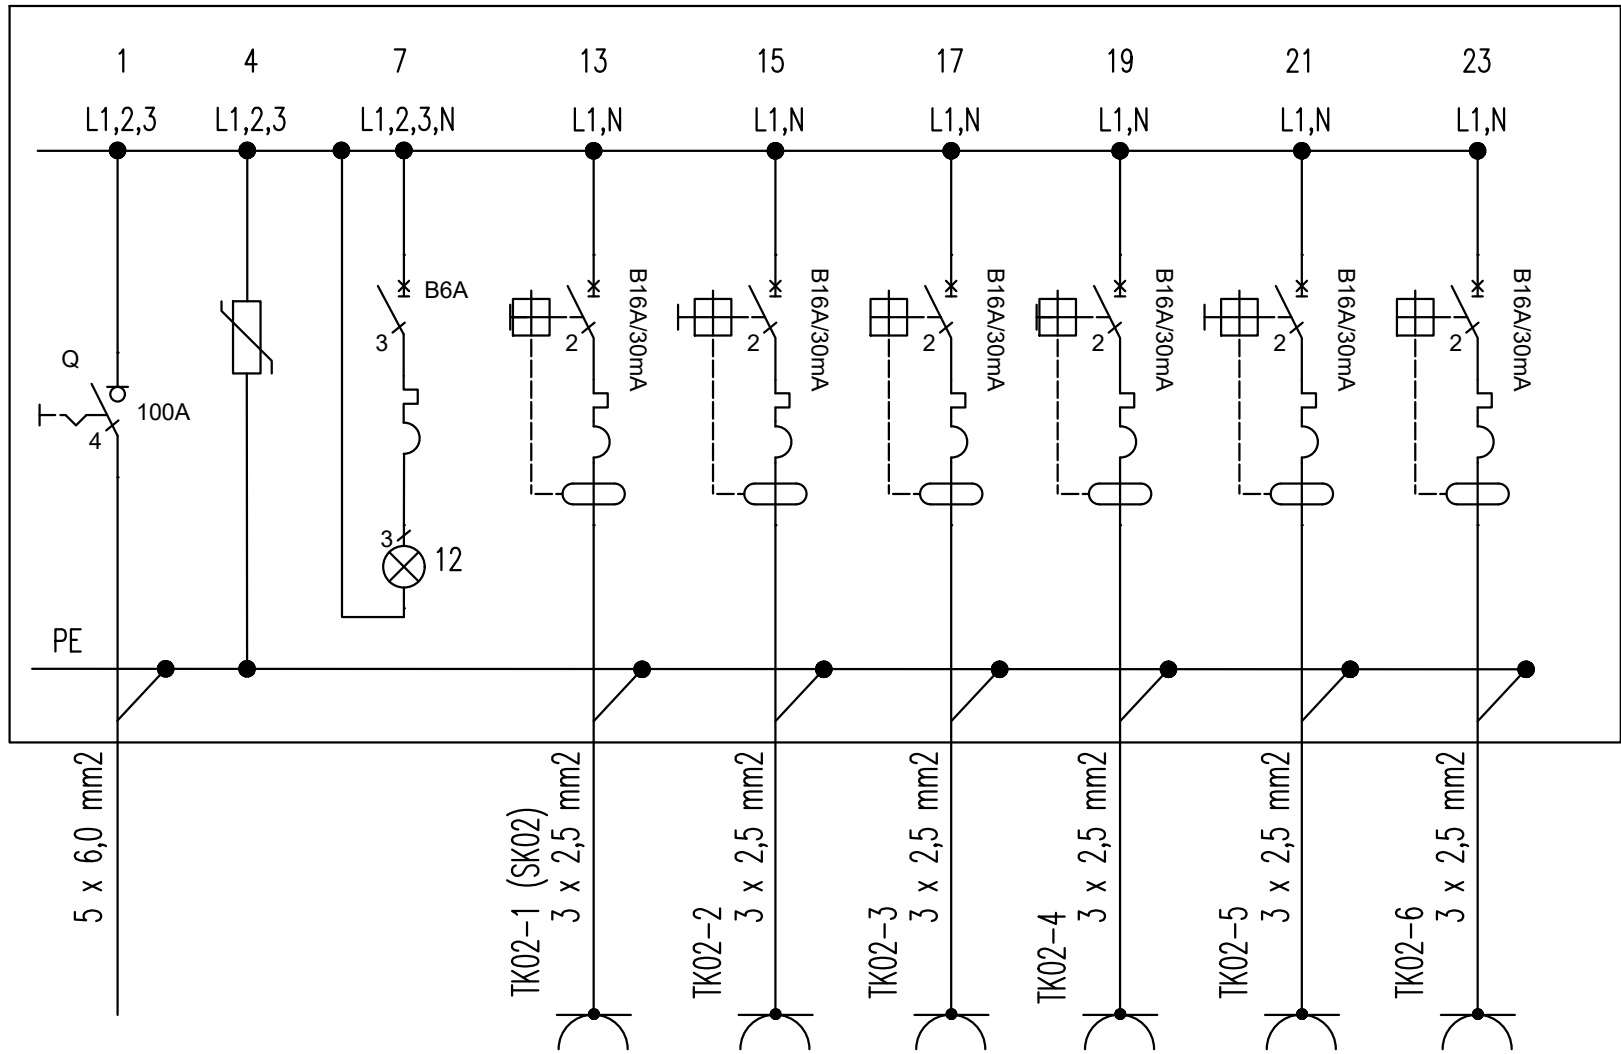 1 4 7 13 15 17 19 21 23
L1,2,3 L1,2,3 L1,2,3,N L1,N L1,N L1,N L1,N L1,N L1,N
B6A
3
B16A/30mA
2
B16A/30mA
2
B16A/30mA
2
B16A/30mA
2
B16A/30mA
2
B16A/30mA
2
Q
100A
4
3
12
PE
5 x 6,0 mm2
TK02-1 (SK02)
3 x 2,5 mm2
TK02-2
3 x 2,5 mm2
TK02-3
3 x 2,5 mm2
TK02-4
3 x 2,5 mm2
TK02-5
3 x 2,5 mm2
TK02-6
3 x 2,5 mm2